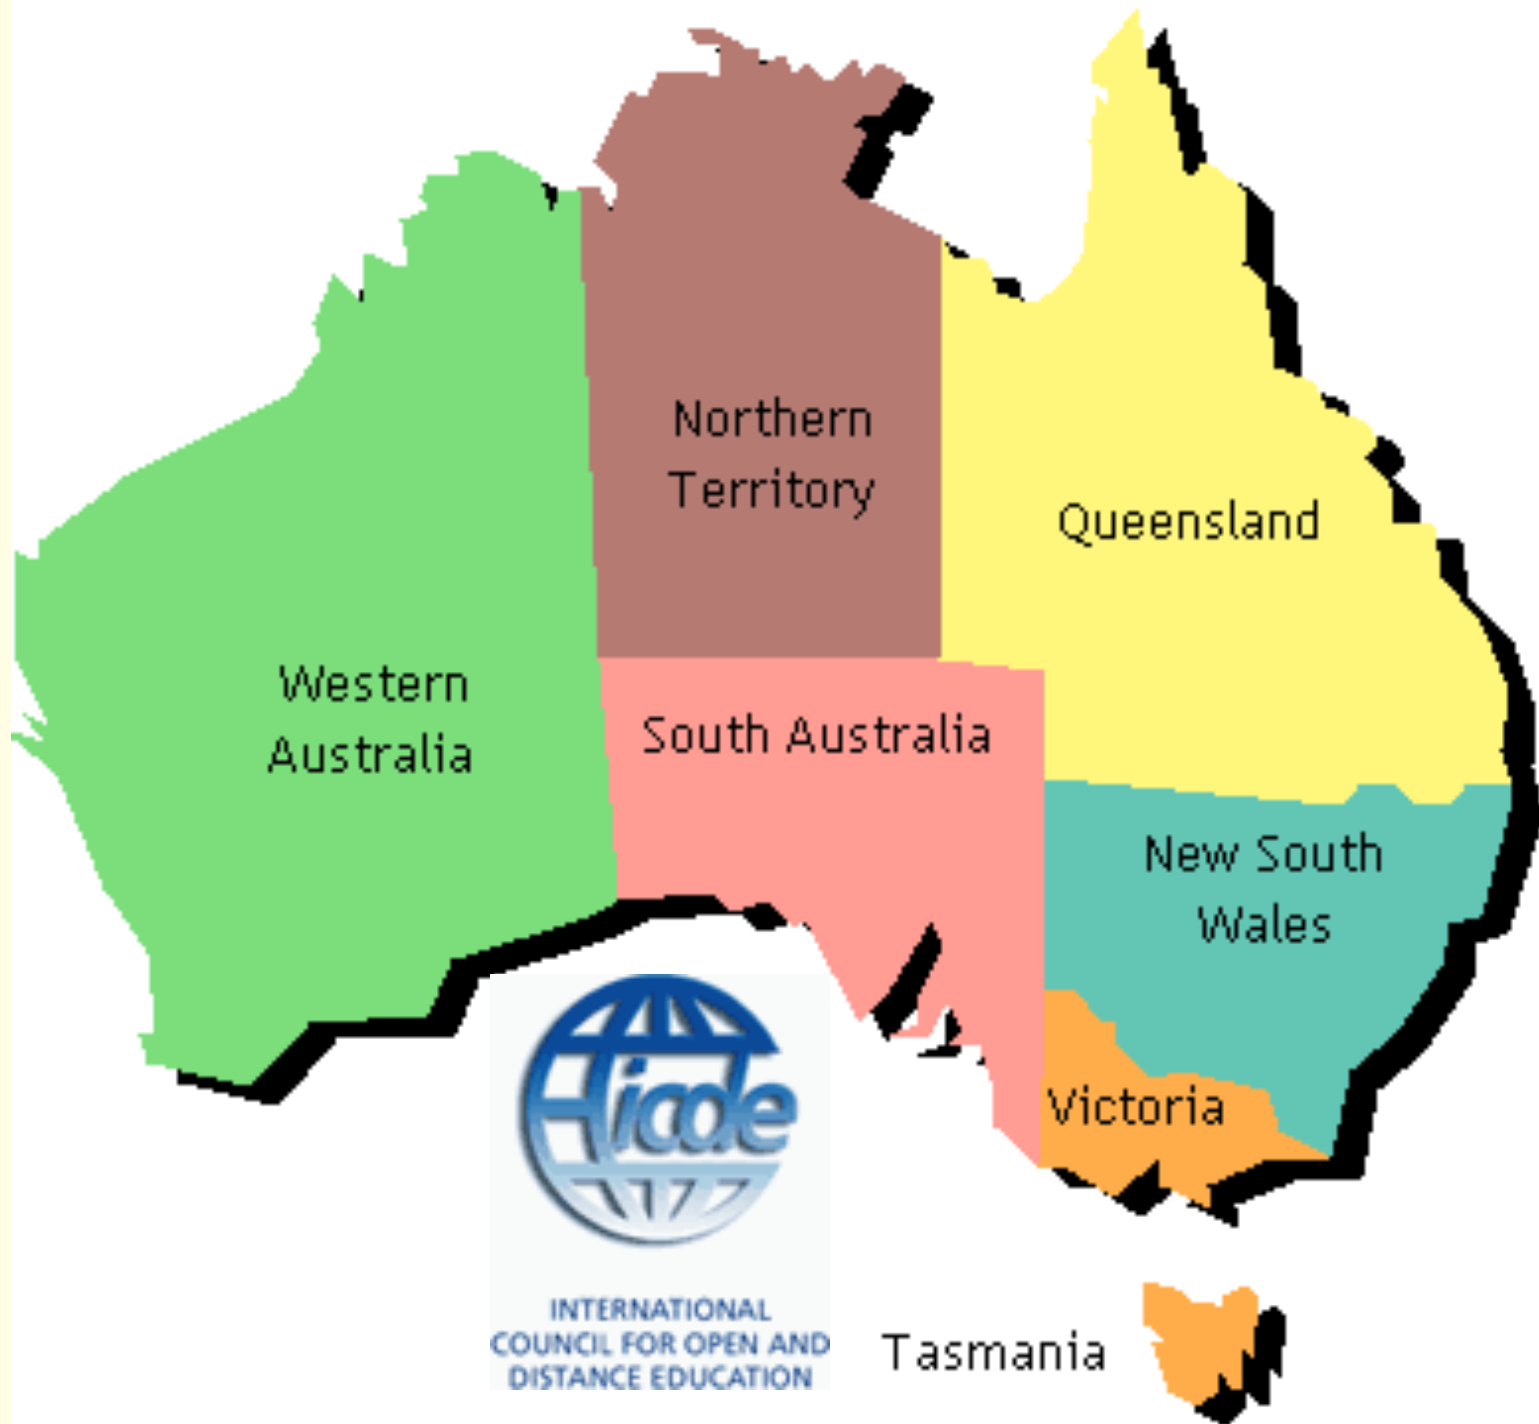 Northern
Territory
Queensland
Western
Australia
South Australia
New South
Wales
Victoria
icde
INTERNATIONAL
COUNCIL FOR OPEN AND
DISTANCE EDUCATION
Tasmania